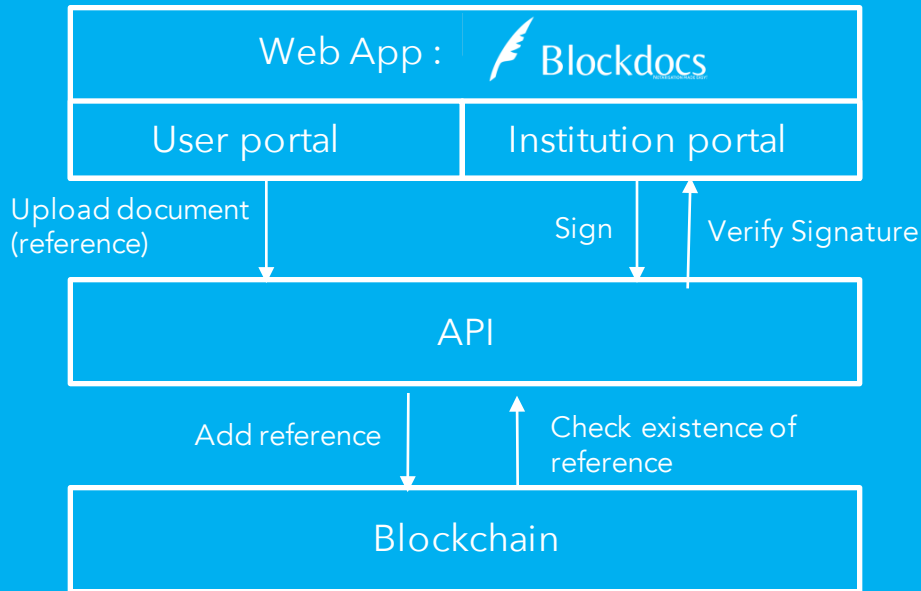 Web App : Blockdocs
User portal
Institution portal
Upload document
(reference)
Sign
Verify Signature
API
Add reference
Check existence of
reference
Blockchain